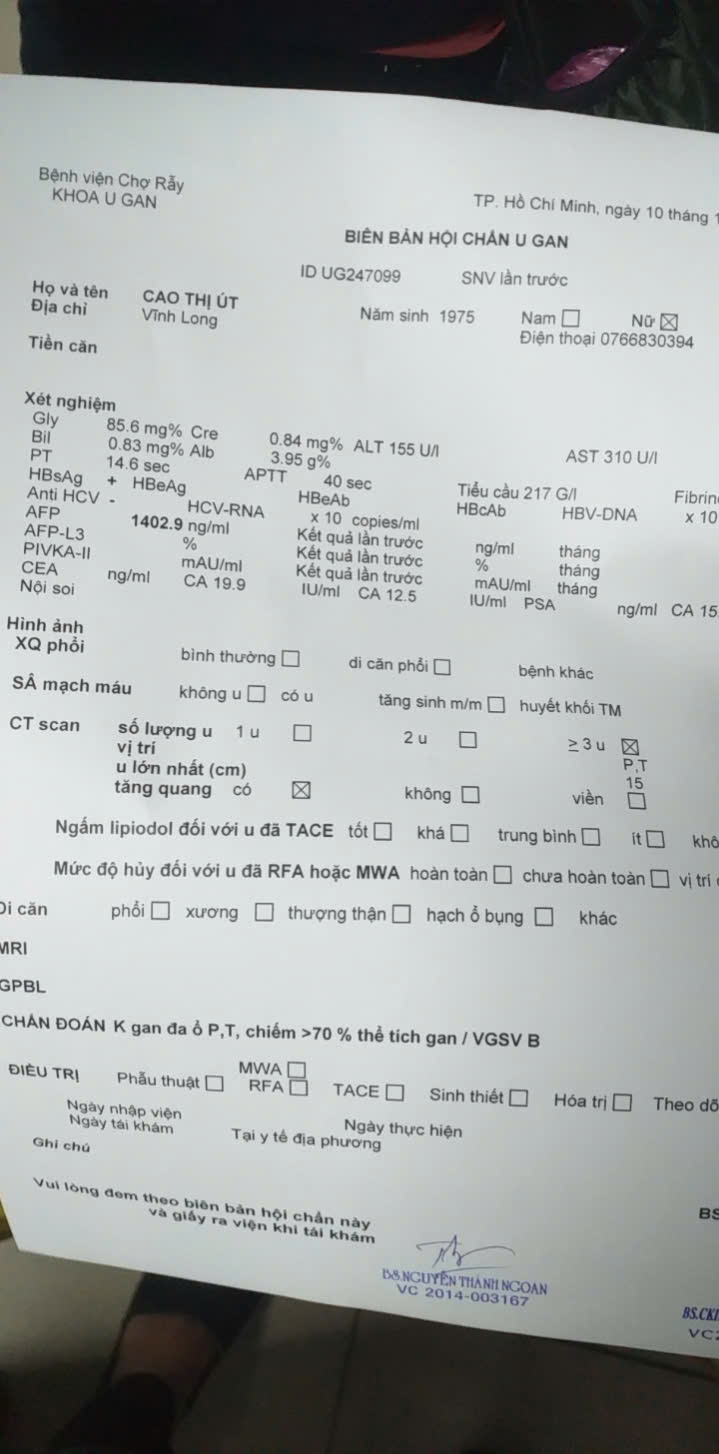 Bệnh viện Chợ Rẫy
KHOA U GAN
TP. Hồ Chí Minh, ngày 10 tháng 1
BIÊN BẢN HỘI CHẨN U GAN
ID UG247099 SNV lần trước
Họ và tên CAO THỊ ÚT Năm sinh 1975 Nam ☐ Nữ ☒
Địa chỉ Vĩnh Long Điện thoại 0766830394
Tiền căn
Xét nghiệm
Gly 85.6 mg% Cre 0.84 mg% ALT 155 U/l AST 310 U/l
Bil 0.83 mg% Alb 3.95 g%
PT 14.6 sec APTT 40 sec Tiểu cầu 217 G/l Fibrin
HBsAg + HBeAg HBeAb HBcAb HBV-DNA x 10
Anti HCV - HCV-RNA x 10 copies/ml
AFP 1402.9 ng/ml Kết quả lần trước ng/ml tháng
AFP-L3 % Kết quả lần trước % tháng
PIVKA-II mAU/ml Kết quả lần trước mAU/ml tháng
CEA ng/ml CA 19.9 IU/ml CA 12.5 IU/ml PSA ng/ml CA 15
Nội soi
Hình ảnh
XQ phổi bình thường ☐ di căn phổi ☐ bệnh khác
SÂ mạch máu không u ☐ có u tăng sinh m/m ☐ huyết khối TM
CT scan số lượng u 1 u ☐ 2 u ☐ ≥ 3 u ☒
vị trí P,T
u lớn nhất (cm) 15
tăng quang có ☒ không ☐ viền ☐
Ngấm lipiodol đối với u đã TACE tốt ☐ khá ☐ trung bình ☐ ít ☐ khô
Mức độ hủy đối với u đã RFA hoặc MWA hoàn toàn ☐ chưa hoàn toàn ☐ vị trí
Di căn phổi ☐ xương ☐ thượng thận ☐ hạch ổ bụng ☐ khác
MRI
GPBL
CHẨN ĐOÁN K gan đa ổ P,T, chiếm >70 % thể tích gan / VGSV B
ĐIỀU TRỊ Phẫu thuật ☐ MWA ☐
RFA ☐ TACE ☐ Sinh thiết ☐ Hóa trị ☐ Theo dõ
Ngày nhập viện Ngày thực hiện
Ngày tái khám Tại y tế địa phương
Ghi chú
Vui lòng đem theo biên bản hội chẩn này
và giấy ra viện khi tái khám
BS
BS.NGUYỄN THÀNH NGOAN
VC 2014-003167
BS.CKI
VC2